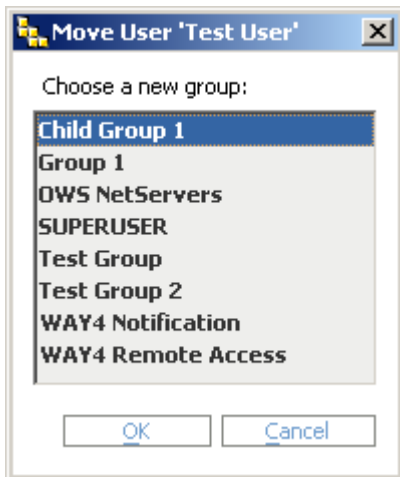 Move User 'Test User'
Choose a new group:
Child Group 1
Group 1
OWS NetServers
SUPERUSER
Test Group
Test Group 2
WAY4 Notification
WAY4 Remote Access
OK
Cancel